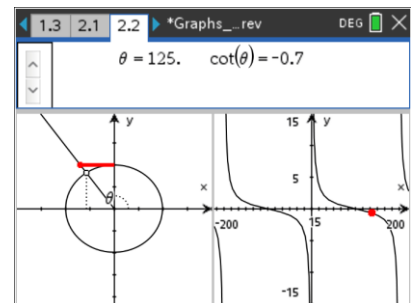 1.3 2.1 2.2 *Graphs_...rev DEG
θ = 125. cot(θ) = -0.7
y
θ
x
15 y
5
x
-200 15 200
-15